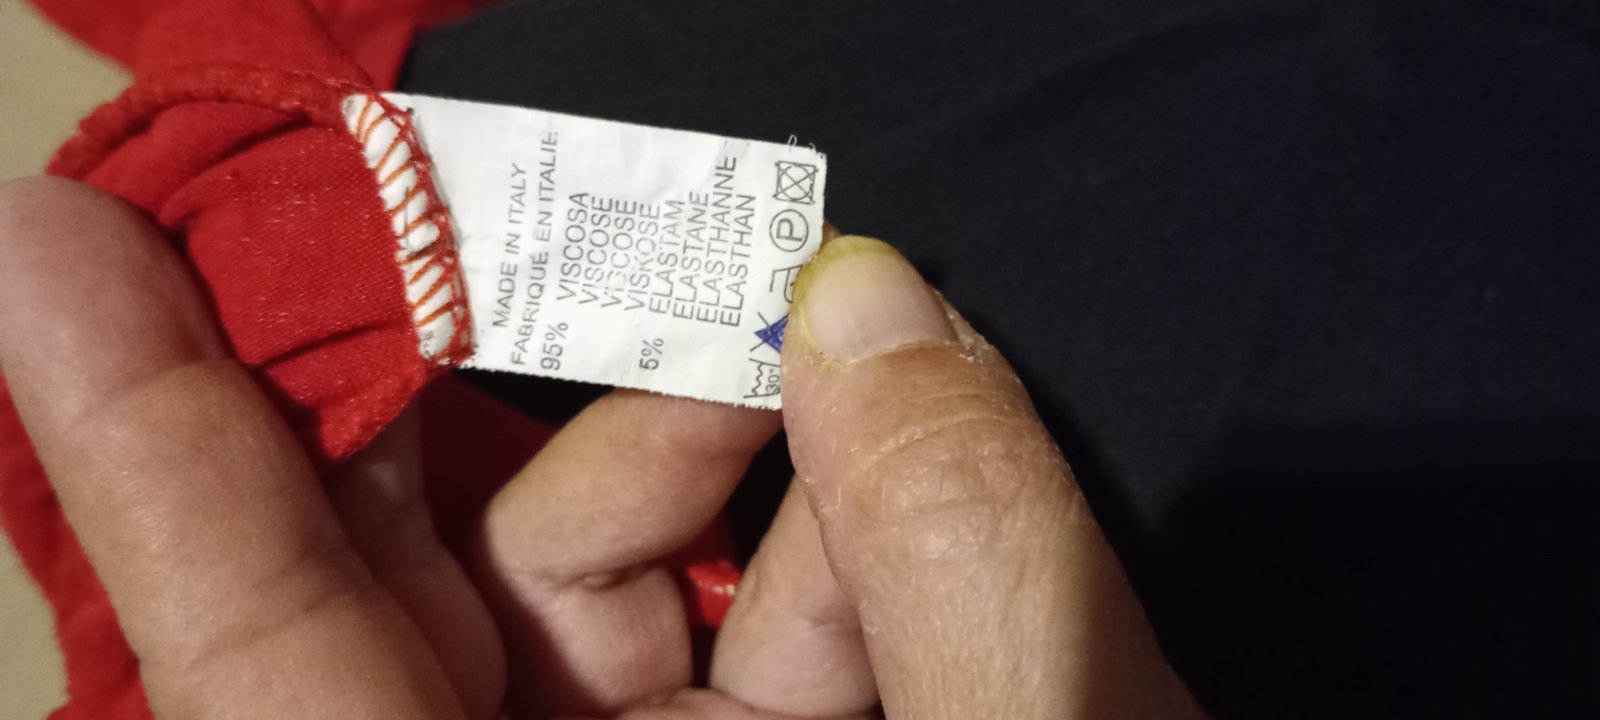 MADE IN ITALY
FABRIQUÉ EN ITALIE
95% VISCOSA
VISCOSE
VISCOSE
VISKOSE
5% ELASTAM
ELASTANE
ELASTHANNE
ELASTHAN
30° P